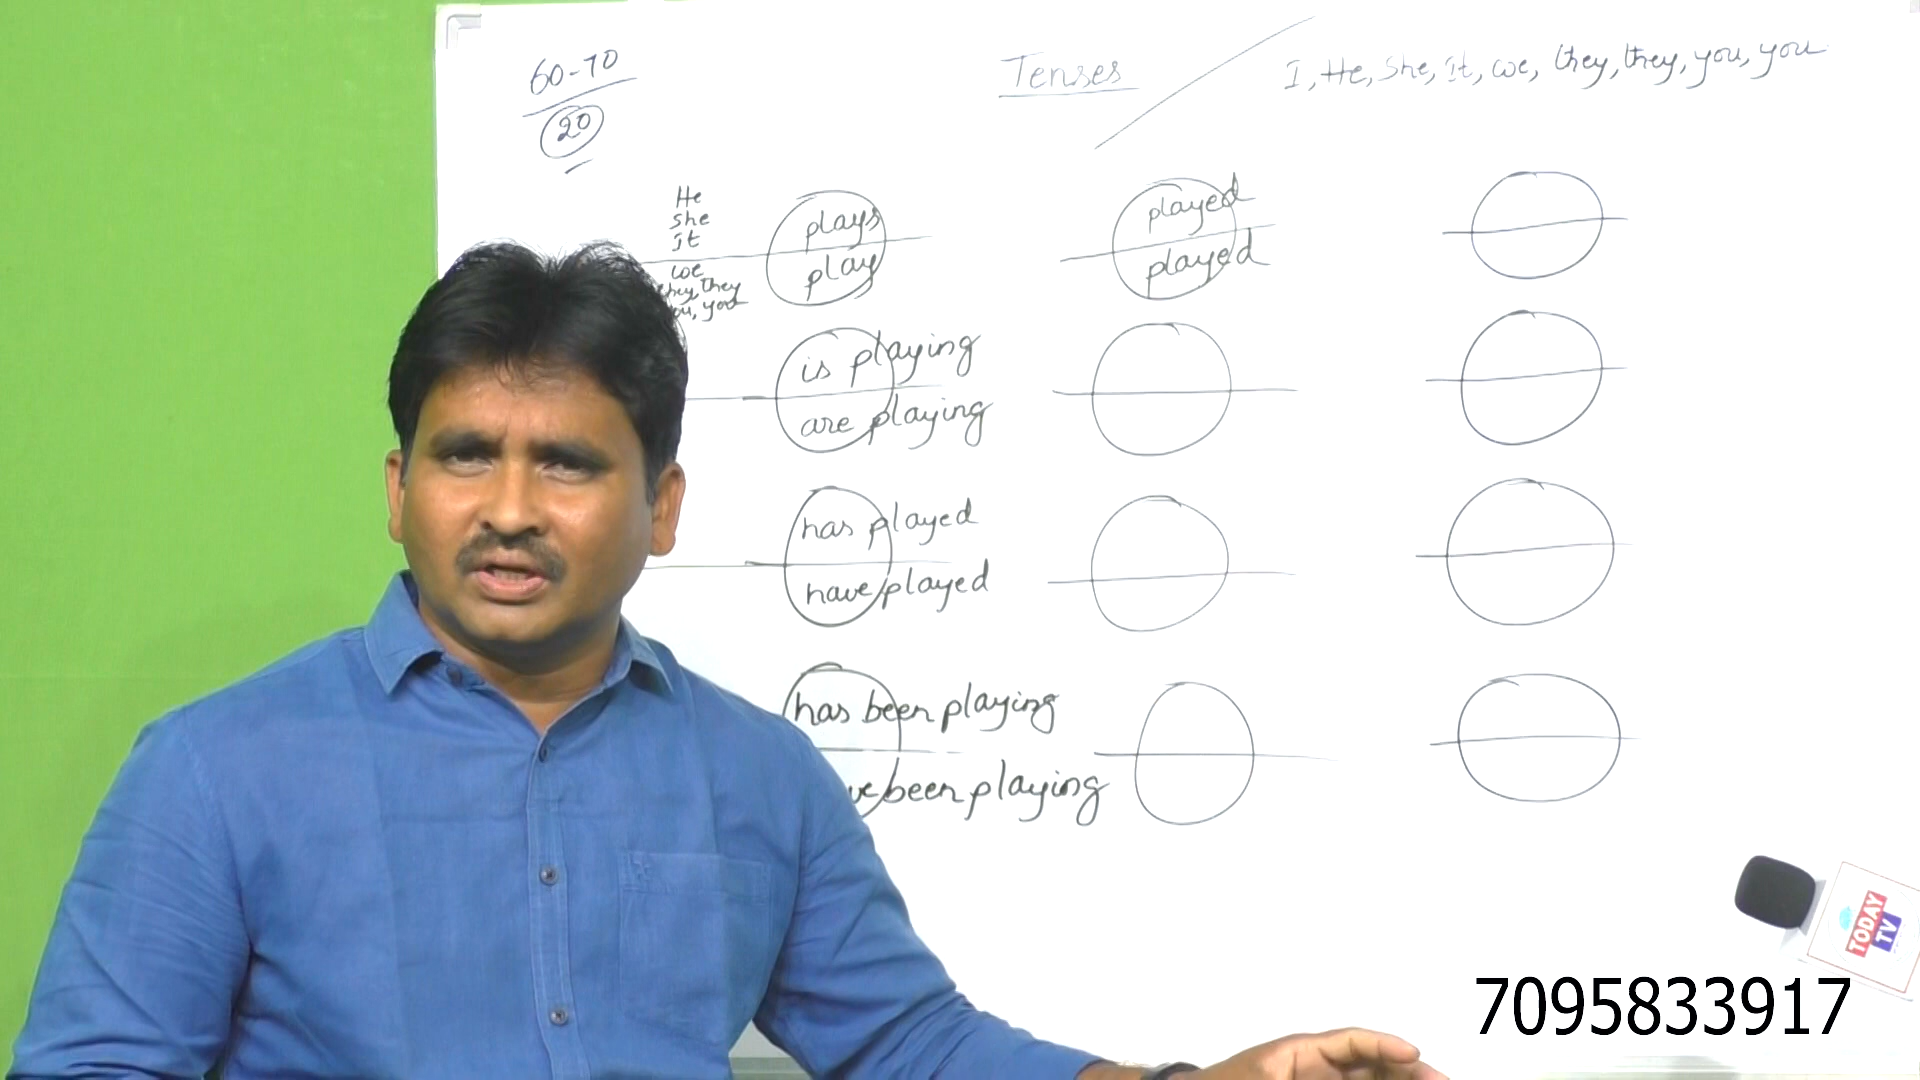 60-70
20
Tenses
I, He, She, It, we, they, they, you, you
He
She
It
we
they, they
you, you
plays
play
played
played
is playing
are playing
has played
have played
has been playing
been playing
TODAY
TV
7095833917